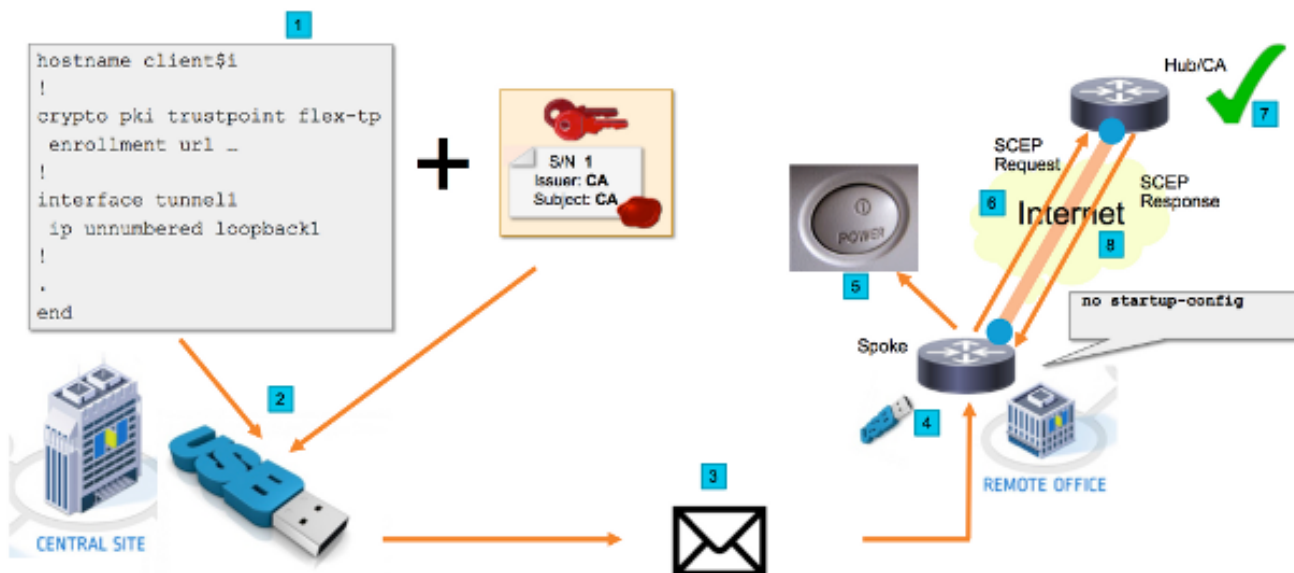 1
hostname client$i
!
crypto pki trustpoint flex-tp
enrollment url …
!
interface tunnel1
ip unnumbered loopback1
!
.
end
S/N 1
Issuer: CA
Subject: CA
2
USB
CENTRAL SITE
3
4
5
POWER
Spoke
REMOTE OFFICE
no startup-config
6
SCEP
Request
Internet
SCEP
Response
8
Hub/CA
7